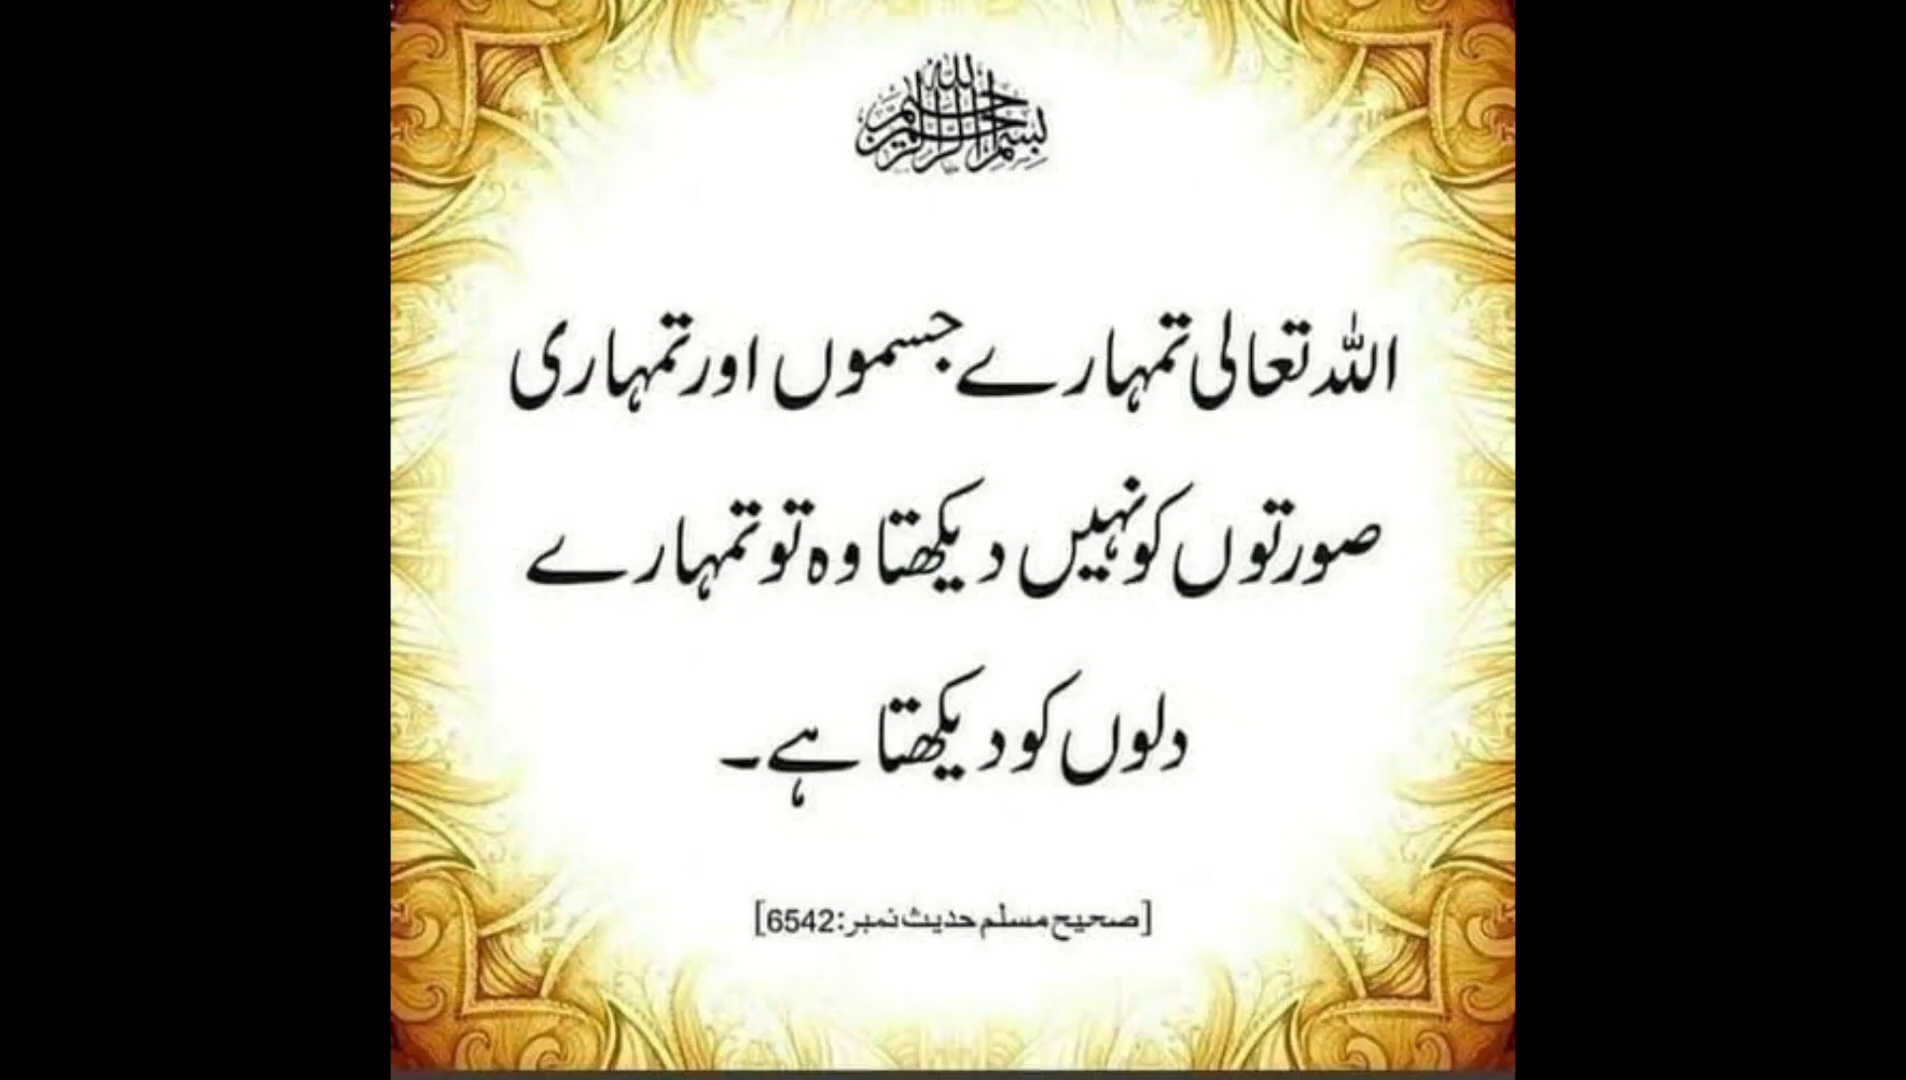 بسم الله الرحمن الرحيم
اللہ تعالیٰ تمہارے جسموں اور تمہاری
صورتوں کو نہیں دیکھتا وہ تو تمہارے
دلوں کو دیکھتا ہے۔
[صحیح مسلم حدیث نمبر:6542]